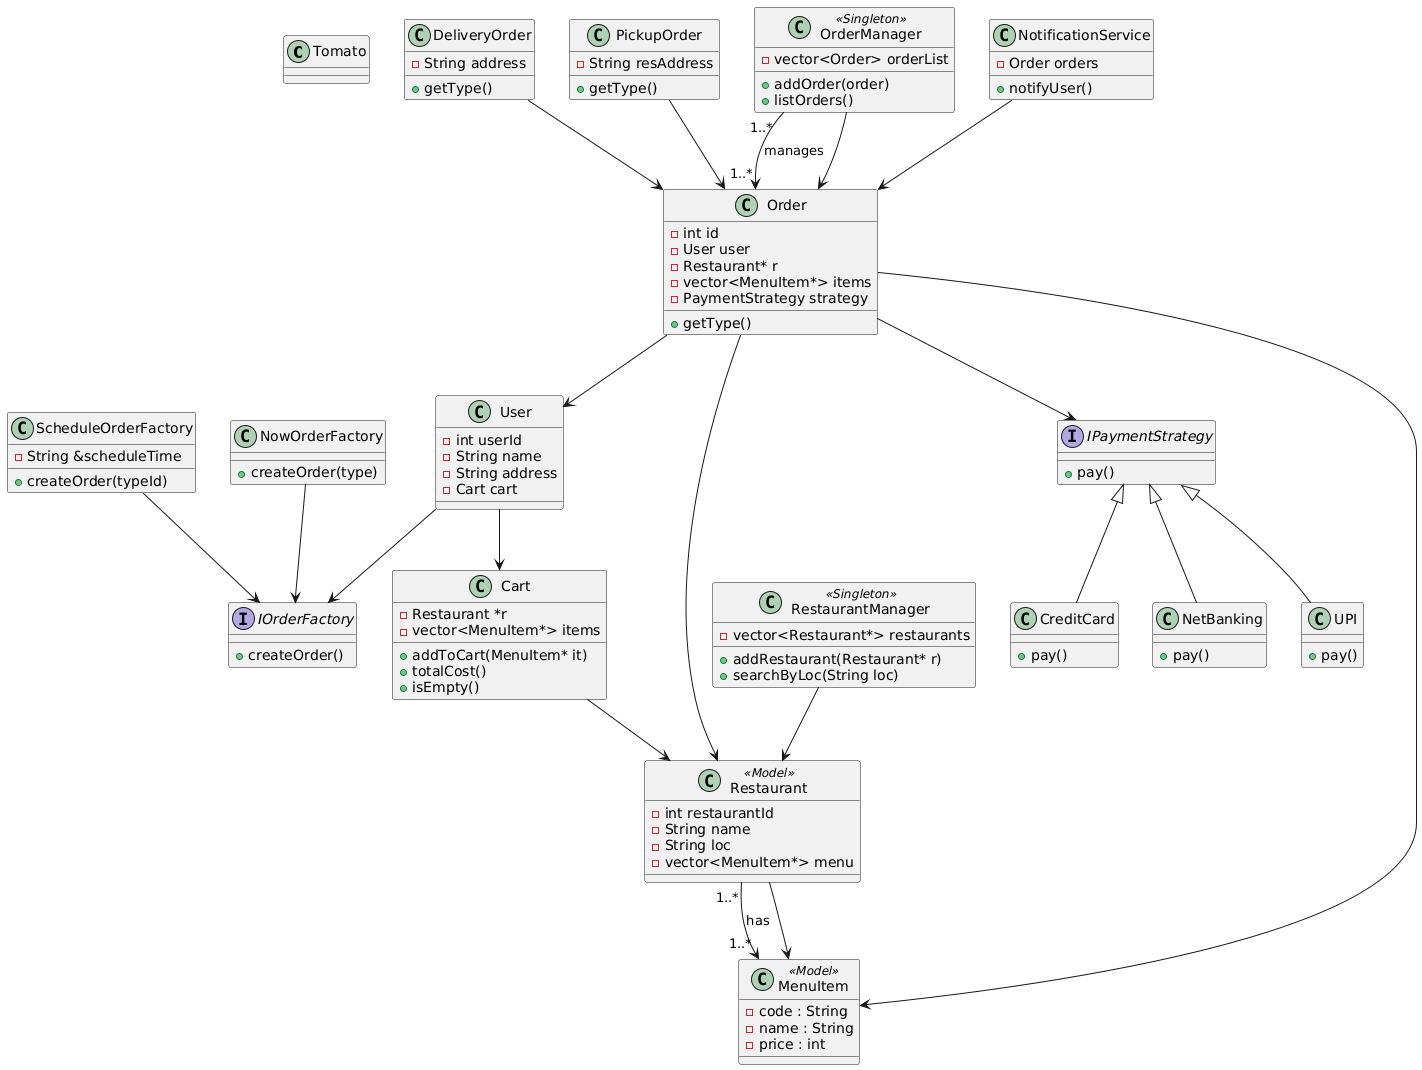 C Tomato
C DeliveryOrder
String address
getType()
C PickupOrder
String resAddress
getType()
C «Singleton»
OrderManager
vector<Order> orderList
addOrder(order)
listOrders()
C NotificationService
Order orders
notifyUser()
1..*
manages
1..*
C Order
int id
User user
Restaurant* r
vector<MenuItem*> items
PaymentStrategy strategy
getType()
C ScheduleOrderFactory
String &scheduleTime
createOrder(typeId)
C NowOrderFactory
createOrder(type)
C User
int userId
String name
String address
Cart cart
I IPaymentStrategy
pay()
I IOrderFactory
createOrder()
C Cart
Restaurant *r
vector<MenuItem*> items
addToCart(MenuItem* it)
totalCost()
isEmpty()
C «Singleton»
RestaurantManager
vector<Restaurant*> restaurants
addRestaurant(Restaurant* r)
searchByLoc(String loc)
C CreditCard
pay()
C NetBanking
pay()
C UPI
pay()
C «Model»
Restaurant
int restaurantId
String name
String loc
vector<MenuItem*> menu
1..*
has
1..*
C «Model»
MenuItem
code : String
name : String
price : int